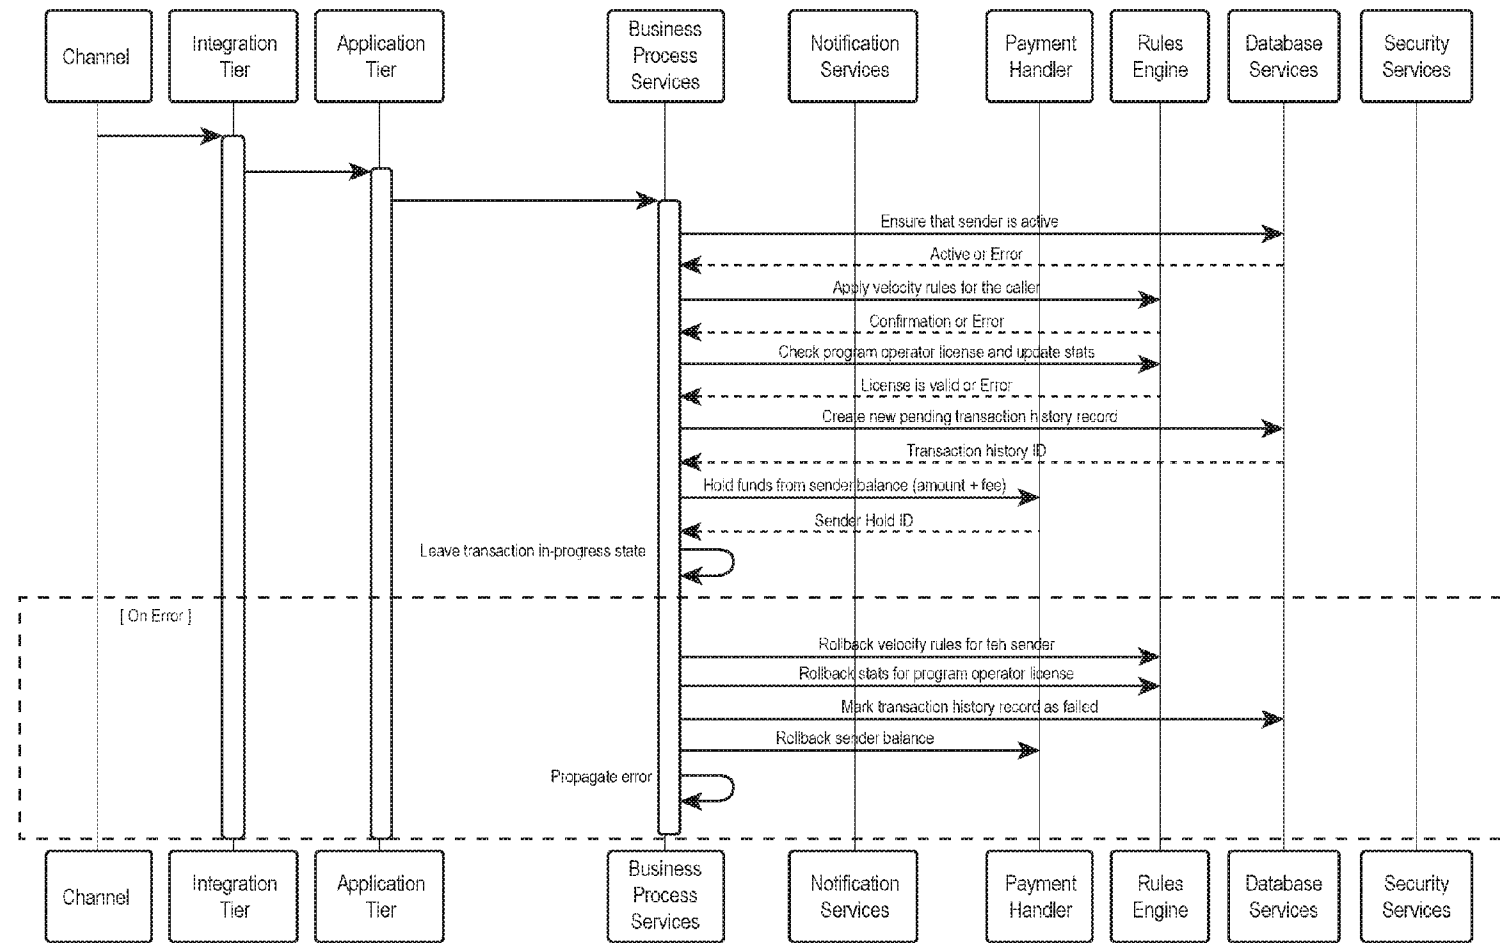 Channel
Integration
Tier
Application
Tier
Business
Process
Services
Notification
Services
Payment
Handler
Rules
Engine
Database
Services
Security
Services
Ensure that sender is active
Active or Error
Apply velocity rules for the caller
Confirmation or Error
Check program operator license and update stats
License is valid or Error
Create new pending transaction history record
Transaction history ID
Hold funds from sender balance (amount + fee)
Sender Hold ID
Leave transaction in-progress state
[ On Error ]
Rollback velocity rules for teh sender
Rollback stats for program operator license
Mark transaction history record as failed
Rollback sender balance
Propagate error
Channel
Integration
Tier
Application
Tier
Business
Process
Services
Notification
Services
Payment
Handler
Rules
Engine
Database
Services
Security
Services